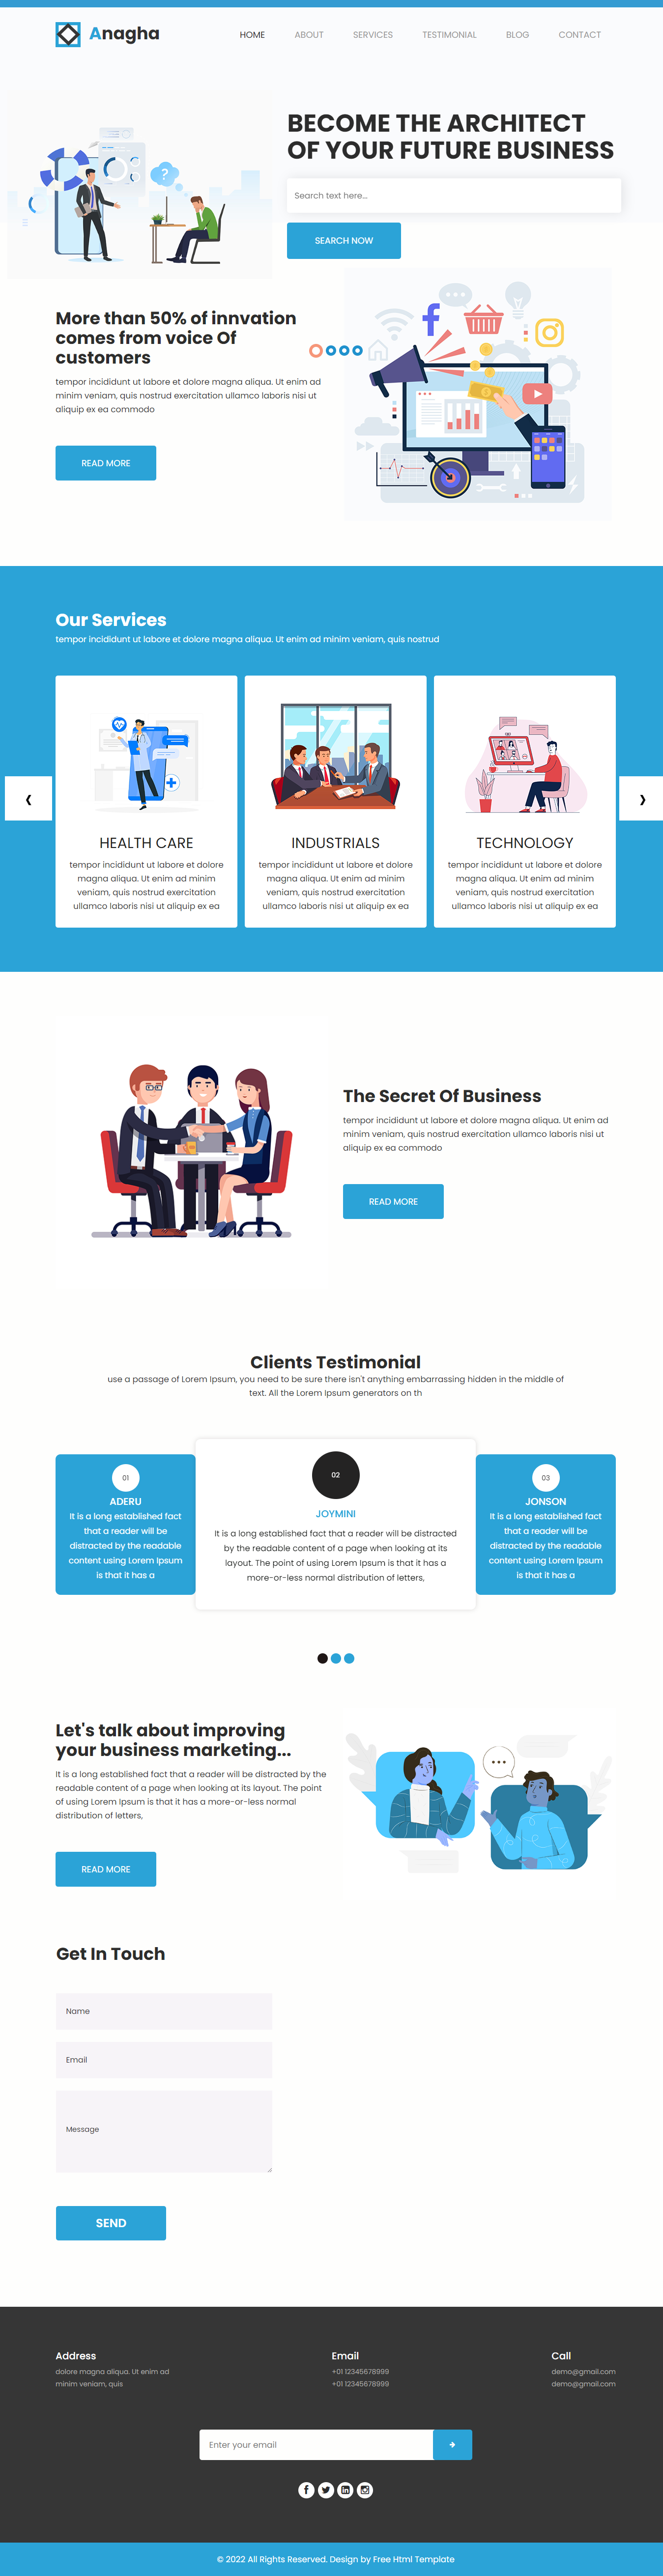 Anagha
HOME ABOUT SERVICES TESTIMONIAL BLOG CONTACT
BECOME THE ARCHITECT
OF YOUR FUTURE BUSINESS
Search text here...
SEARCH NOW
?
More than 50% of innvation
comes from voice Of
customers
tempor incididunt ut labore et dolore magna aliqua. Ut enim ad
minim veniam, quis nostrud exercitation ullamco laboris nisi ut
aliquip ex ea commodo
READ MORE
Our Services
tempor incididunt ut labore et dolore magna aliqua. Ut enim ad minim veniam, quis nostrud
HEALTH CARE
tempor incididunt ut labore et dolore
magna aliqua. Ut enim ad minim
veniam, quis nostrud exercitation
ullamco laboris nisi ut aliquip ex ea
INDUSTRIALS
tempor incididunt ut labore et dolore
magna aliqua. Ut enim ad minim
veniam, quis nostrud exercitation
ullamco laboris nisi ut aliquip ex ea
TECHNOLOGY
tempor incididunt ut labore et dolore
magna aliqua. Ut enim ad minim
veniam, quis nostrud exercitation
ullamco laboris nisi ut aliquip ex ea
The Secret Of Business
tempor incididunt ut labore et dolore magna aliqua. Ut enim ad
minim veniam, quis nostrud exercitation ullamco laboris nisi ut
aliquip ex ea commodo
READ MORE
Clients Testimonial
use a passage of Lorem Ipsum, you need to be sure there isn't anything embarrassing hidden in the middle of
text. All the Lorem Ipsum generators on th
01
ADERU
It is a long established fact
that a reader will be
distracted by the readable
content using Lorem Ipsum
is that it has a
02
JOYMINI
It is a long established fact that a reader will be distracted
by the readable content of a page when looking at its
layout. The point of using Lorem Ipsum is that it has a
more-or-less normal distribution of letters,
03
JONSON
It is a long established fact
that a reader will be
distracted by the readable
content using Lorem Ipsum
is that it has a
Let's talk about improving
your business marketing...
It is a long established fact that a reader will be distracted by the
readable content of a page when looking at its layout. The point
of using Lorem Ipsum is that it has a more-or-less normal
distribution of letters,
READ MORE
Get In Touch
Name
Email
Message
SEND
Address
dolore magna aliqua. Ut enim ad
minim veniam, quis
Email
+01 12345678999
+01 12345678999
Call
demo@gmail.com
demo@gmail.com
Enter your email
© 2022 All Rights Reserved. Design by Free Html Template